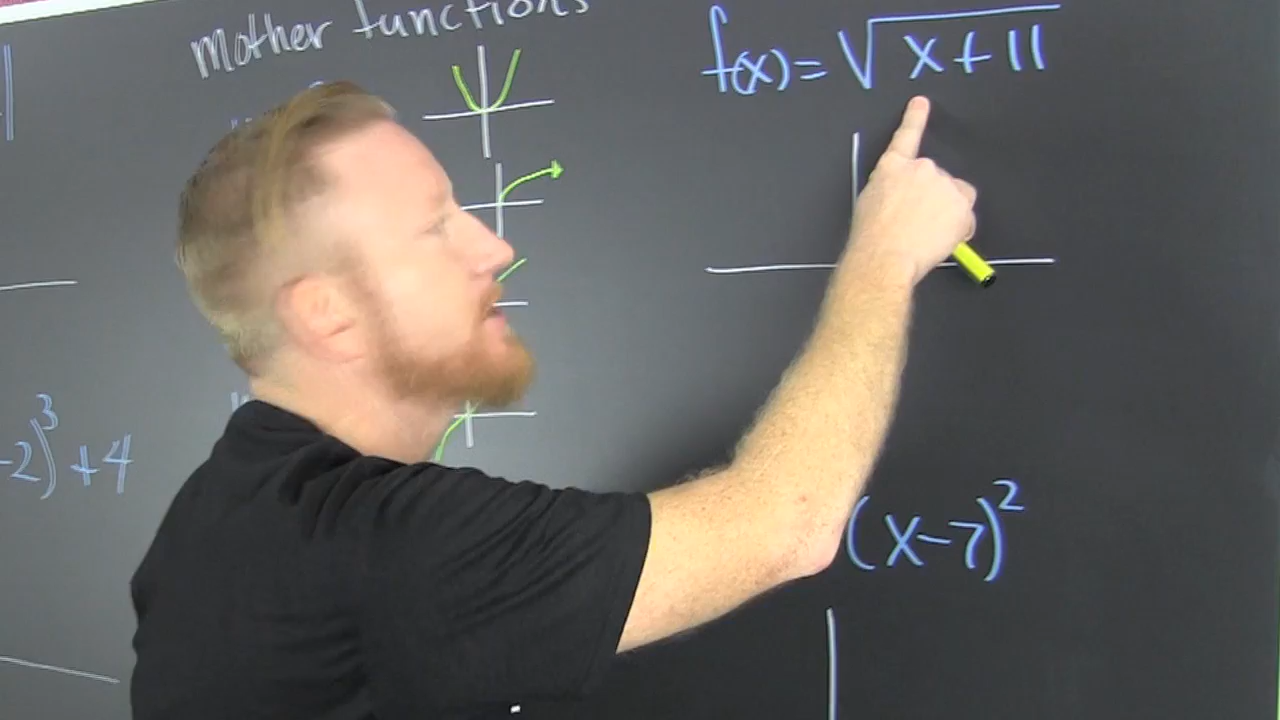 mother functions
f(x) = √x + 11
-2)³ + 4
(x-7)²